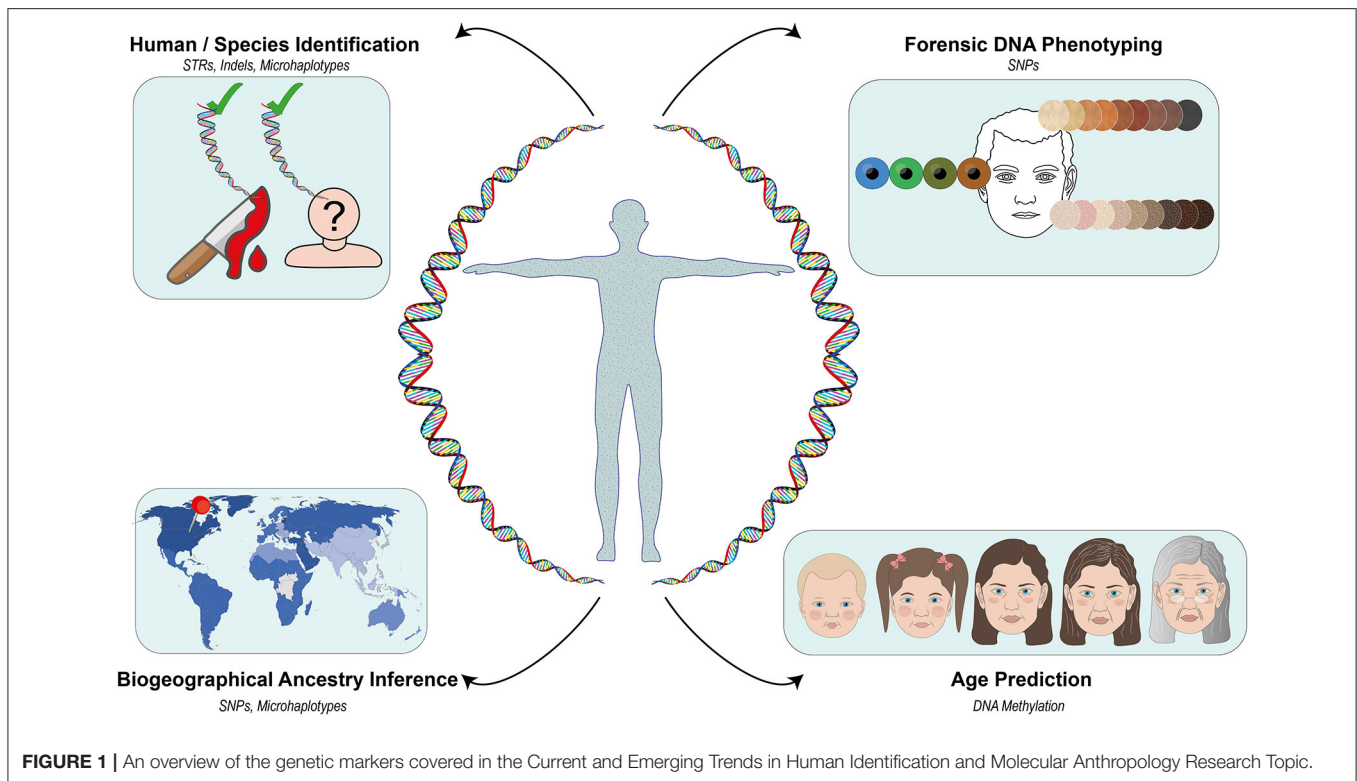 Human / Species Identification
STRs, Indels, Microhaplotypes
Forensic DNA Phenotyping
SNPs
?
Biogeographical Ancestry Inference
SNPs, Microhaplotypes
Age Prediction
DNA Methylation
FIGURE 1 | An overview of the genetic markers covered in the Current and Emerging Trends in Human Identification and Molecular Anthropology Research Topic.